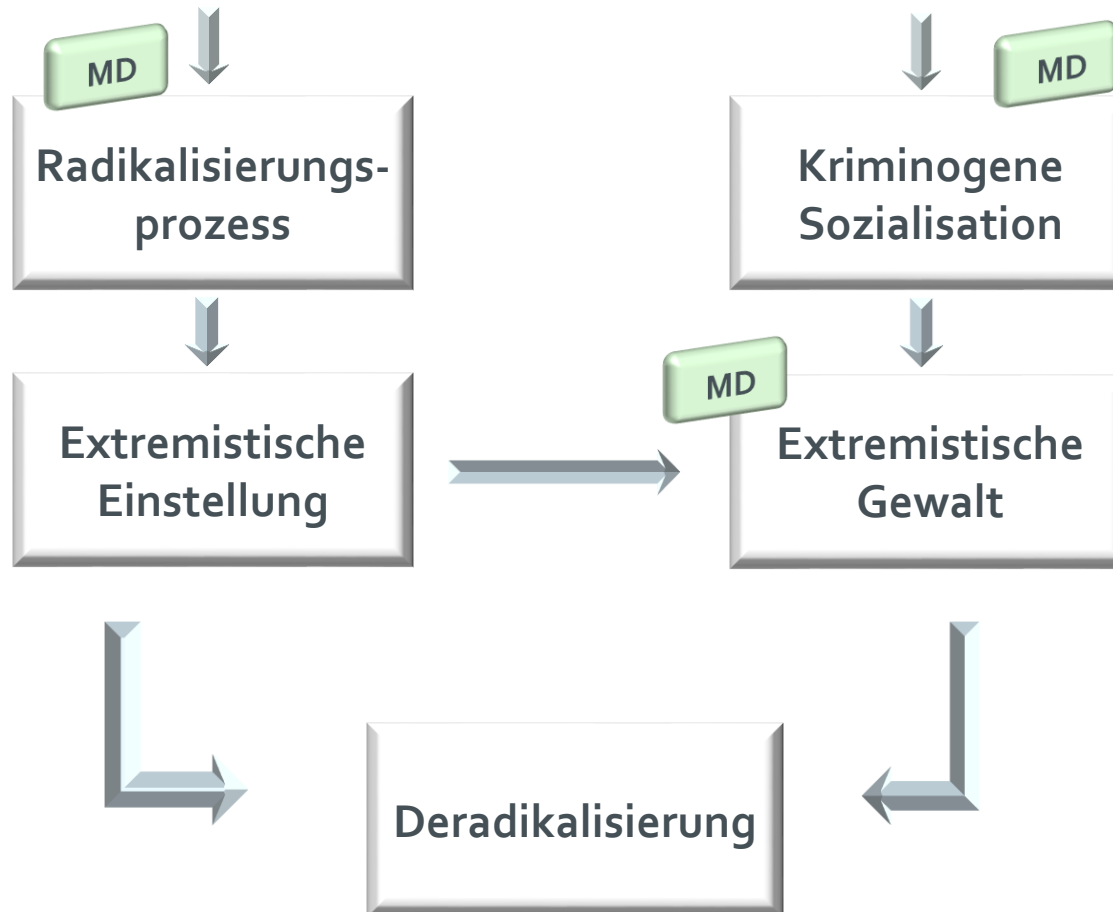 MD
Radikalisierungs-
prozess
MD
Kriminogene
Sozialisation
Extremistische
Einstellung
MD
Extremistische
Gewalt
Deradikalisierung